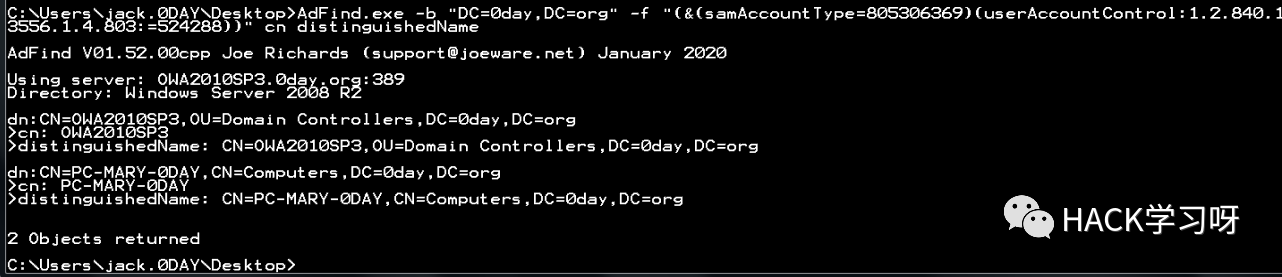 C:\Users\jack.0DAY\Desktop>AdFind.exe -b "DC=0day,DC=org" -f "(&(samAccountType=805306369)(userAccountControl:1.2.840.1
3556.1.4.803:=524288))" cn distinguishedName
AdFind V01.52.00cpp Joe Richards (support@joeware.net) January 2020
Using server: OWA2010SP3.0day.org:389
Directory: Windows Server 2008 R2
dn:CN=OWA2010SP3,OU=Domain Controllers,DC=0day,DC=org
>cn: OWA2010SP3
>distinguishedName: CN=OWA2010SP3,OU=Domain Controllers,DC=0day,DC=org
dn:CN=PC-MARY-0DAY,CN=Computers,DC=0day,DC=org
>cn: PC-MARY-0DAY
>distinguishedName: CN=PC-MARY-0DAY,CN=Computers,DC=0day,DC=org
HACK学习呀
2 Objects returned
C:\Users\jack.0DAY\Desktop>